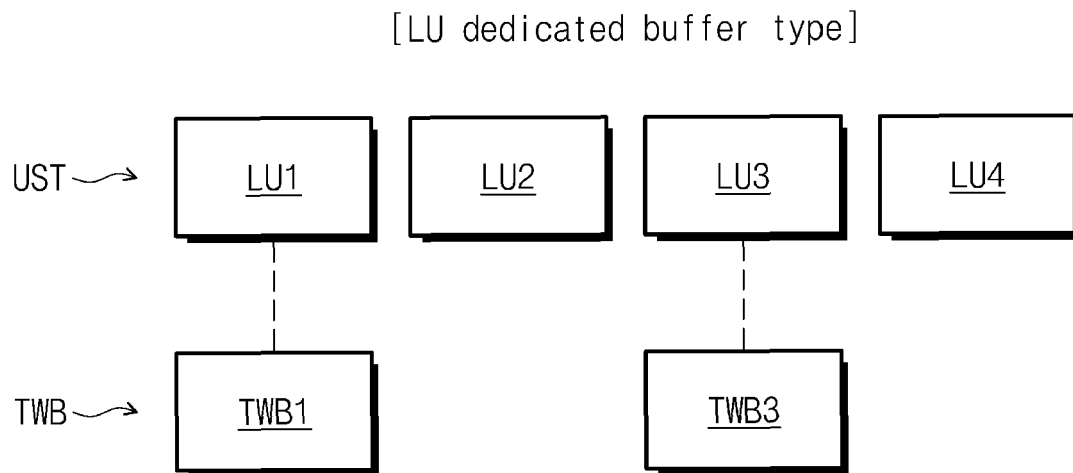 [LU dedicated buffer type]
UST LU1 LU2 LU3 LU4
TWB TWB1 TWB3